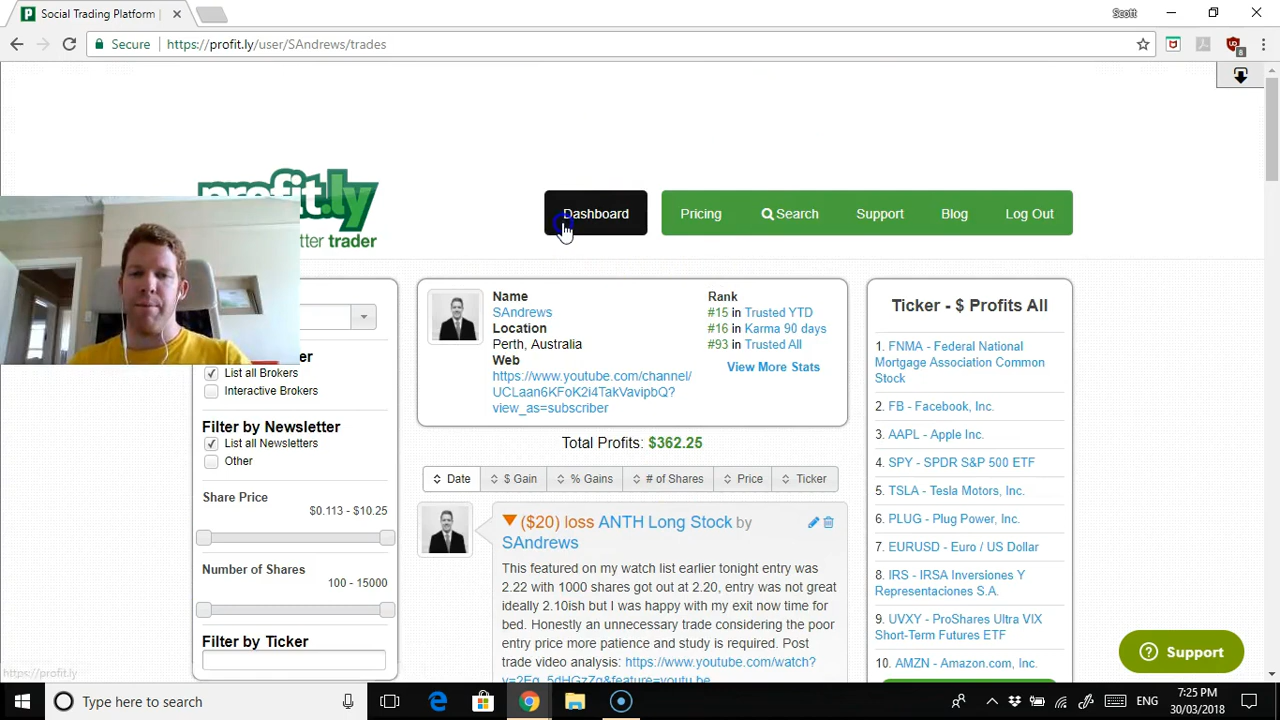 Social Trading Platform |
Scott
Secure https://profit.ly/user/SAndrews/trades
profit.ly
tter trader
Dashboard
Pricing
Search
Support
Blog
Log Out
List all Brokers
Interactive Brokers
Filter by Newsletter
List all Newsletters
Other
Share Price
$0.113 - $10.25
Number of Shares
100 - 15000
Filter by Ticker
Name
SAndrews
Location
Perth, Australia
Web
https://www.youtube.com/channel/
UCLaan6KFoK2i4TakVavipbQ?
view_as=subscriber
Rank
#15 in Trusted YTD
#16 in Karma 90 days
#93 in Trusted All
View More Stats
Total Profits: $362.25
Date
$ Gain
% Gains
# of Shares
Price
Ticker
($20) loss ANTH Long Stock by
SAndrews
This featured on my watch list earlier tonight entry was
2.22 with 1000 shares got out at 2.20, entry was not great
ideally 2.10ish but I was happy with my exit now time for
bed. Honestly an unnecessary trade considering the poor
entry price more patience and study is required. Post
trade video analysis: https://www.youtube.com/watch?
Ticker - $ Profits All
1. FNMA - Federal National
Mortgage Association Common
Stock
2. FB - Facebook, Inc.
3. AAPL - Apple Inc.
4. SPY - SPDR S&P 500 ETF
5. TSLA - Tesla Motors, Inc.
6. PLUG - Plug Power, Inc.
7. EURUSD - Euro / US Dollar
8. IRS - IRSA Inversiones Y
Representaciones S.A.
9. UVXY - ProShares Ultra VIX
Short-Term Futures ETF
10. AMZN - Amazon.com, Inc.
Support
https://profit.ly
Type here to search
ENG
7:25 PM
30/03/2018